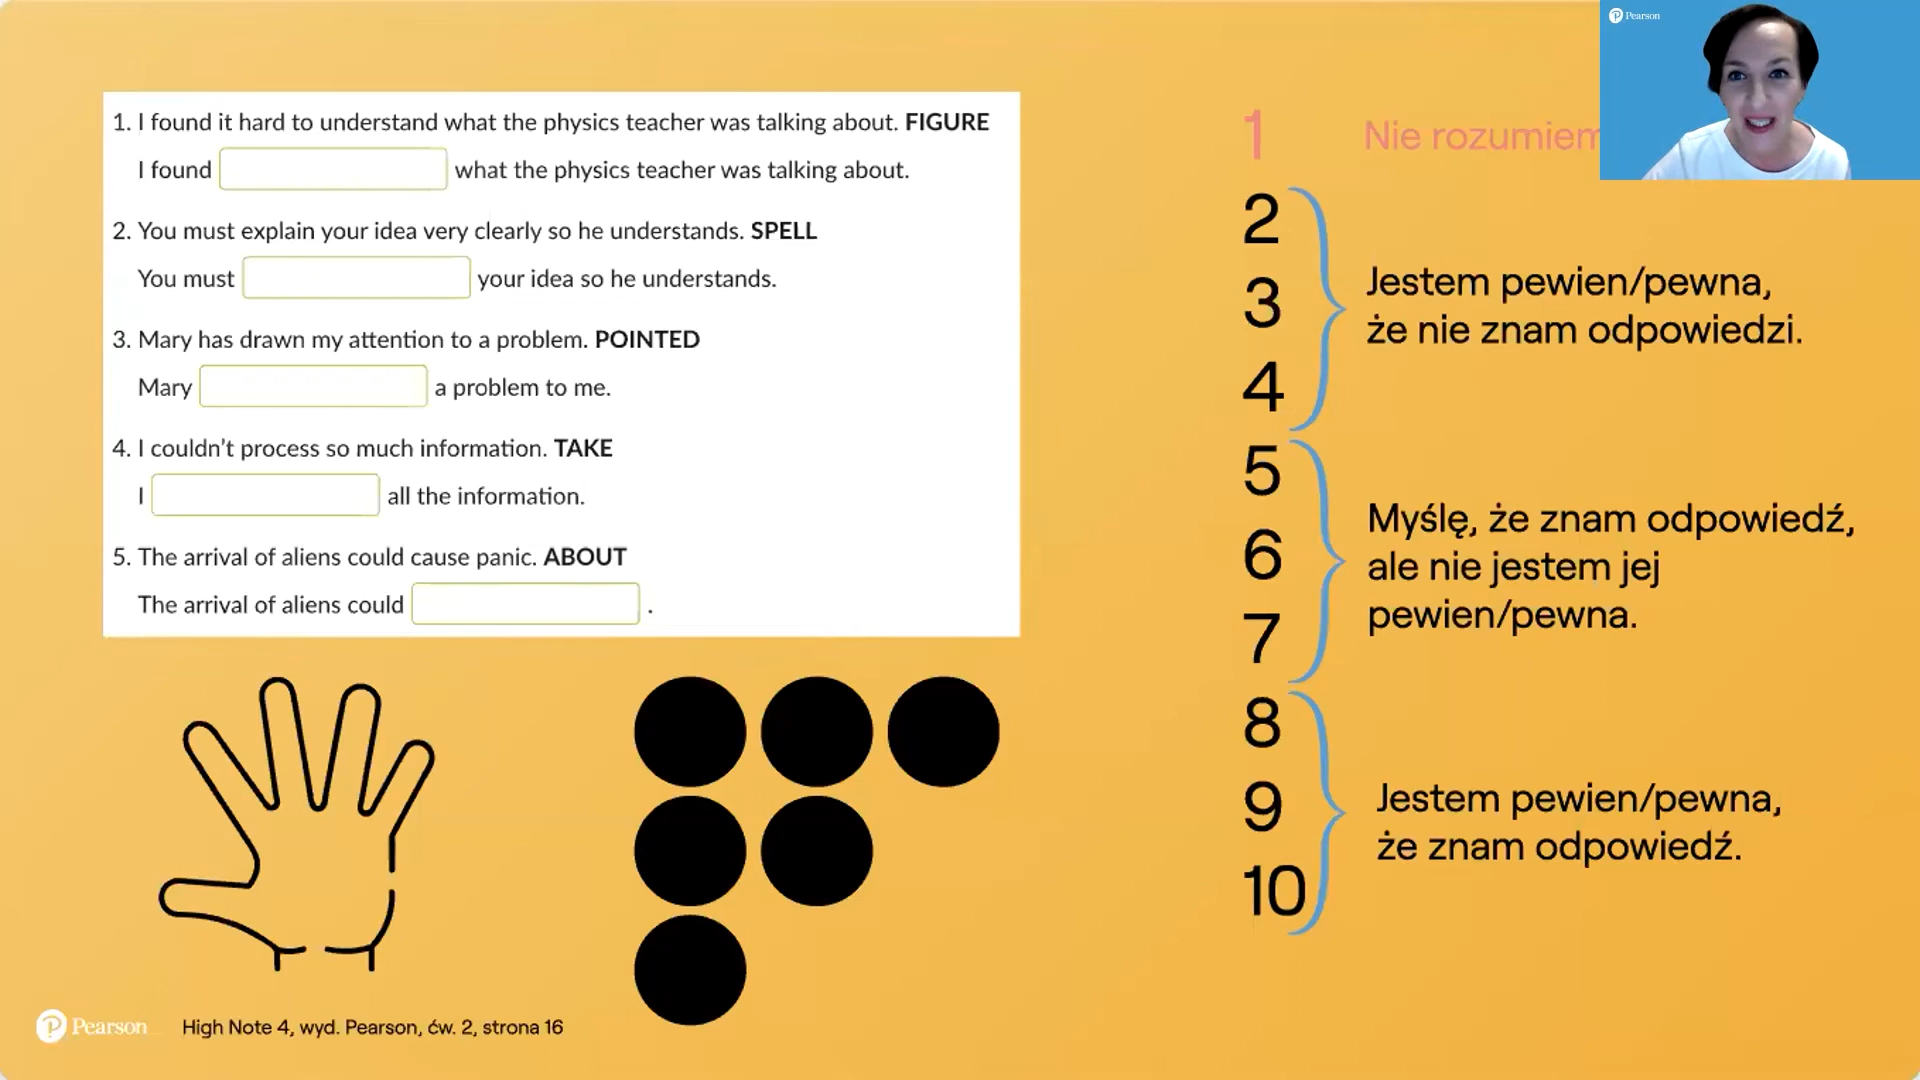 1. I found it hard to understand what the physics teacher was talking about. FIGURE
I found what the physics teacher was talking about.
2. You must explain your idea very clearly so he understands. SPELL
You must your idea so he understands.
3. Mary has drawn my attention to a problem. POINTED
Mary a problem to me.
4. I couldn't process so much information. TAKE
I all the information.
5. The arrival of aliens could cause panic. ABOUT
The arrival of aliens could .
1 Nie rozumiem
2
3
4
Jestem pewien/pewna,
że nie znam odpowiedzi.
5
6
7
Myślę, że znam odpowiedź,
ale nie jestem jej
pewien/pewna.
8
9
10
Jestem pewien/pewna,
że znam odpowiedź.
Pearson
Pearson
High Note 4, wyd. Pearson, ćw. 2, strona 16